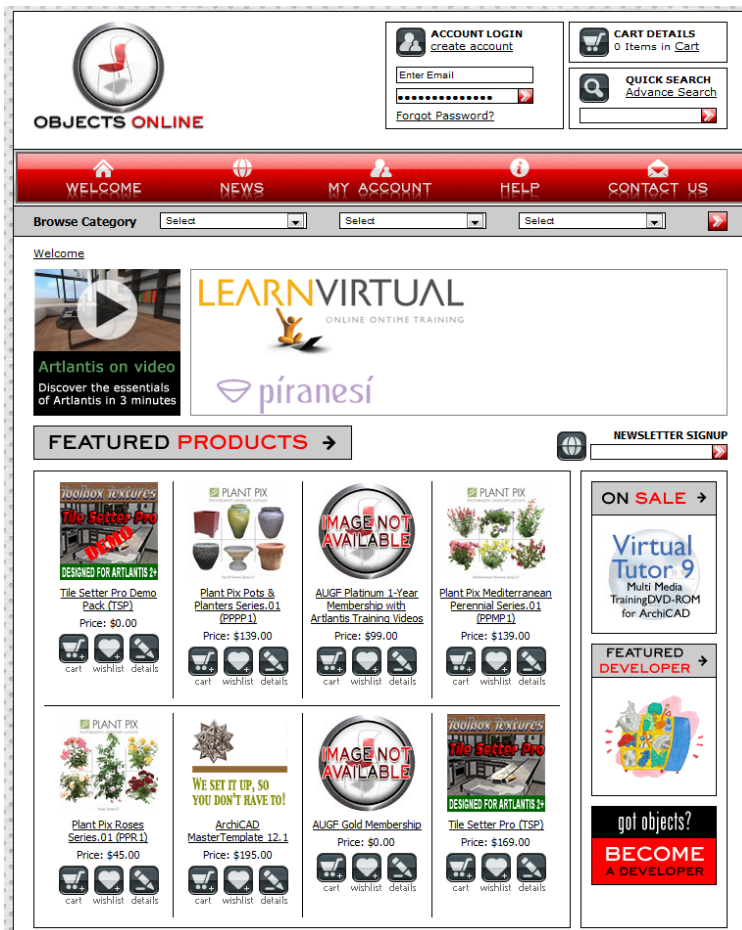 OBJECTS ONLINE
ACCOUNT LOGIN
create account
Enter Email
Forgot Password?
CART DETAILS
0 Items in Cart
QUICK SEARCH
Advance Search
WELCOME
NEWS
MY ACCOUNT
HELP
CONTACT US
Browse Category
Select
Select
Select
Welcome
Artlantis on video
Discover the essentials
of Artlantis in 3 minutes
LEARNVIRTUAL
ONLINE ONTIME TRAINING
piranesi
FEATURED PRODUCTS
NEWSLETTER SIGNUP
Toolbox Textures
Tile Setter Pro
DEMO
DESIGNED FOR ARTLANTIS 2+
Tile Setter Pro Demo
Pack (TSP)
Price: $0.00
cart wishlist details
PLANT PIX
Plant Pix Pots &
Planters Series.01
(PPPP1)
Price: $139.00
cart wishlist details
IMAGE NOT
AVAILABLE
AUGF Platinum 1-Year
Membership with
Artlantis Training Videos
Price: $99.00
cart wishlist details
PLANT PIX
Plant Pix Mediterranean
Perennial Series.01
(PPMP1)
Price: $139.00
cart wishlist details
PLANT PIX
Plant Pix Roses
Series.01 (PPR1)
Price: $45.00
cart wishlist details
WE SET IT UP, SO
YOU DON'T HAVE TO!
ArchiCAD
MasterTemplate 12.1
Price: $195.00
cart wishlist details
IMAGE NOT
AVAILABLE
AUGF Gold Membership
Price: $0.00
cart wishlist details
Toolbox Textures
Tile Setter Pro
DESIGNED FOR ARTLANTIS 2+
Tile Setter Pro (TSP)
Price: $169.00
cart wishlist details
ON SALE
Virtual
Tutor 9
Multi Media
TrainingDVD-ROM
for ArchiCAD
FEATURED
DEVELOPER
got objects?
BECOME
A DEVELOPER